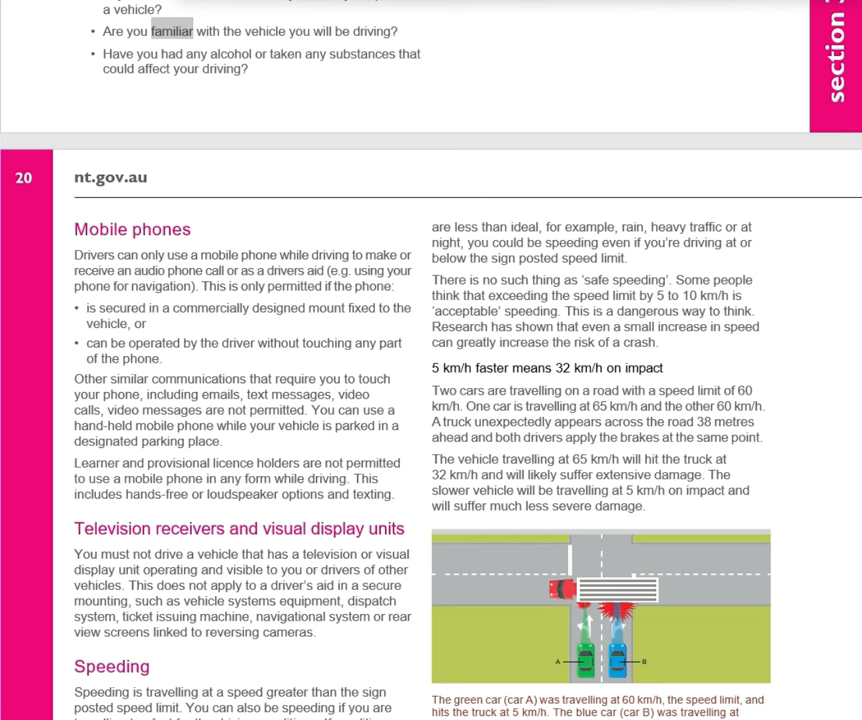 a vehicle?
• Are you familiar with the vehicle you will be driving?
• Have you had any alcohol or taken any substances that
could affect your driving?
section
20
nt.gov.au
Mobile phones
Drivers can only use a mobile phone while driving to make or
receive an audio phone call or as a drivers aid (e.g. using your
phone for navigation). This is only permitted if the phone:
• is secured in a commercially designed mount fixed to the
vehicle, or
• can be operated by the driver without touching any part
of the phone.
Other similar communications that require you to touch
your phone, including emails, text messages, video
calls, video messages are not permitted. You can use a
hand-held mobile phone while your vehicle is parked in a
designated parking place.
Learner and provisional licence holders are not permitted
to use a mobile phone in any form while driving. This
includes hands-free or loudspeaker options and texting.
Television receivers and visual display units
You must not drive a vehicle that has a television or visual
display unit operating and visible to you or drivers of other
vehicles. This does not apply to a driver's aid in a secure
mounting, such as vehicle systems equipment, dispatch
system, ticket issuing machine, navigational system or rear
view screens linked to reversing cameras.
Speeding
Speeding is travelling at a speed greater than the sign
posted speed limit. You can also be speeding if you are
are less than ideal, for example, rain, heavy traffic or at
night, you could be speeding even if you're driving at or
below the sign posted speed limit.
There is no such thing as 'safe speeding'. Some people
think that exceeding the speed limit by 5 to 10 km/h is
'acceptable' speeding. This is a dangerous way to think.
Research has shown that even a small increase in speed
can greatly increase the risk of a crash.
5 km/h faster means 32 km/h on impact
Two cars are travelling on a road with a speed limit of 60
km/h. One car is travelling at 65 km/h and the other 60 km/h.
A truck unexpectedly appears across the road 38 metres
ahead and both drivers apply the brakes at the same point.
The vehicle travelling at 65 km/h will hit the truck at
32 km/h and will likely suffer extensive damage. The
slower vehicle will be travelling at 5 km/h on impact and
will suffer much less severe damage.
A
B
The green car (car A) was travelling at 60 km/h, the speed limit, and
hits the truck at 5 km/h. The blue car (car B) was travelling at